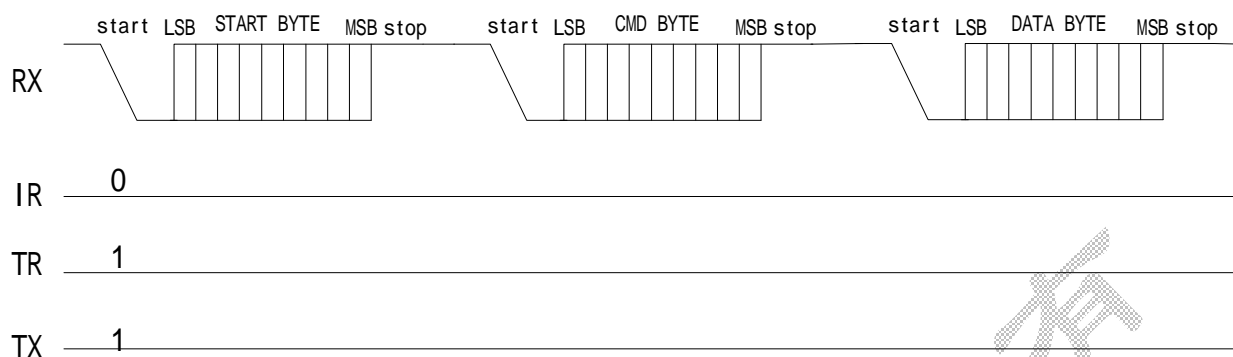 start LSB START BYTE MSB stop start LSB CMD BYTE MSB stop start LSB DATA BYTE MSB stop
RX
IR 0
TR 1
TX 1